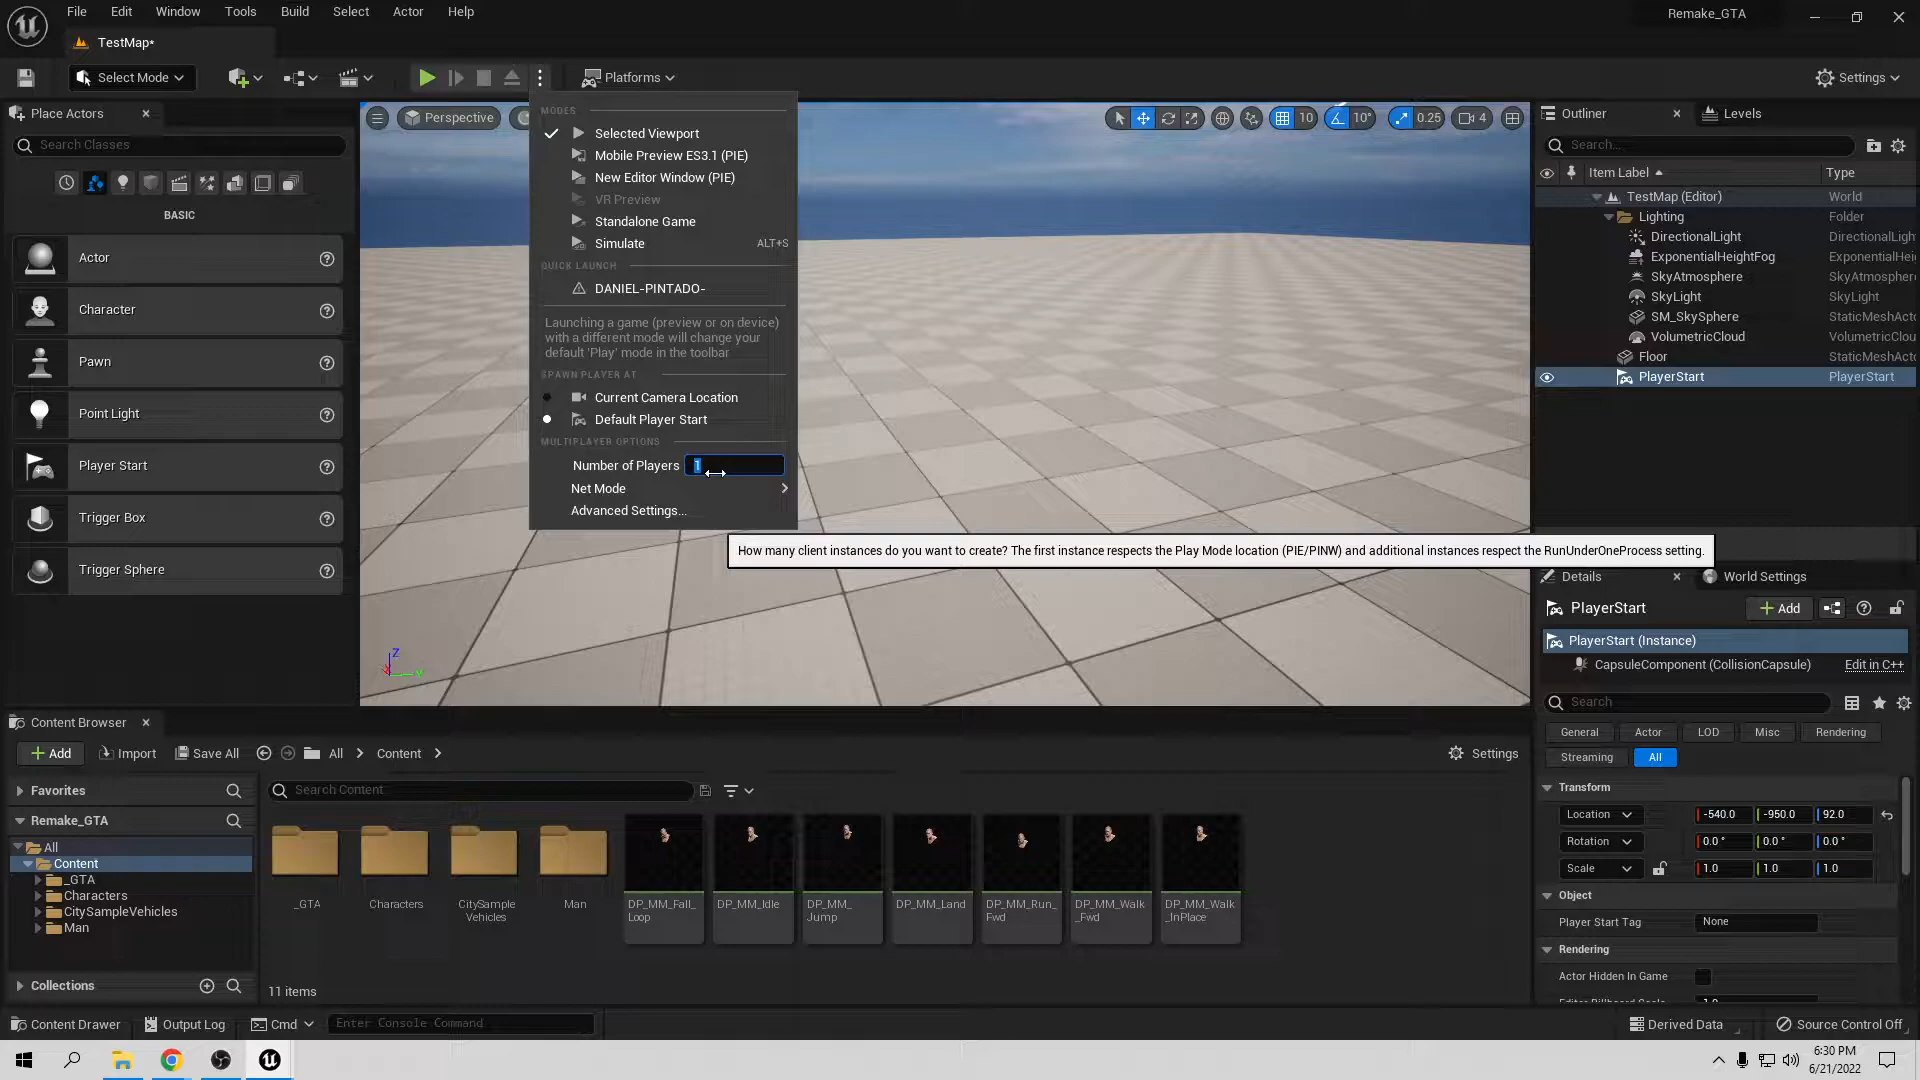 File Edit Window Tools Build Select Actor Help
Remake_GTA
TestMap*
Select Mode
Platforms
Settings
Place Actors
Search Classes
BASIC
Actor
Character
Pawn
Point Light
Player Start
Trigger Box
Trigger Sphere
Perspective
10
10°
0.25
4
MODES
Selected Viewport
Mobile Preview ES3.1 (PIE)
New Editor Window (PIE)
VR Preview
Standalone Game
Simulate ALT+S
QUICK LAUNCH
DANIEL-PINTADO-
Launching a game (preview or on device)
with a different mode will change your
default 'Play' mode in the toolbar
SPAWN PLAYER AT
Current Camera Location
Default Player Start
MULTIPLAYER OPTIONS
Number of Players 1
Net Mode
Advanced Settings...
How many client instances do you want to create? The first instance respects the Play Mode location (PIE/PINW) and additional instances respect the RunUnderOneProcess setting.
Z
Y
Outliner
Levels
Search...
Item Label Type
TestMap (Editor) World
Lighting Folder
DirectionalLight DirectionalLigh
ExponentialHeightFog ExponentialHei
SkyAtmosphere SkyAtmospher
SkyLight SkyLight
SM_SkySphere StaticMeshActo
VolumetricCloud VolumetricClou
Floor StaticMeshActo
PlayerStart PlayerStart
Details
World Settings
PlayerStart
Add
PlayerStart (Instance)
CapsuleComponent (CollisionCapsule) Edit in C++
Search
General Actor LOD Misc Rendering
Streaming All
Transform
Location -540.0 -950.0 92.0
Rotation 0.0° 0.0° 0.0°
Scale 1.0 1.0 1.0
Object
Player Start Tag None
Rendering
Actor Hidden In Game
Content Browser
Add Import Save All All Content
Settings
Favorites
Remake_GTA
All
Content
_GTA
Characters
CitySampleVehicles
Man
Collections
Search Content
_GTA
Characters
CitySample
Vehicles
Man
DP_MM_Fall_
Loop
DP_MM_Idle
DP_MM_
Jump
DP_MM_Land
DP_MM_Run_
Fwd
DP_MM_Walk
_Fwd
DP_MM_Walk
_InPlace
11 items
Content Drawer Output Log Cmd Enter Console Command
Derived Data Source Control Off
6:30 PM
6/21/2022